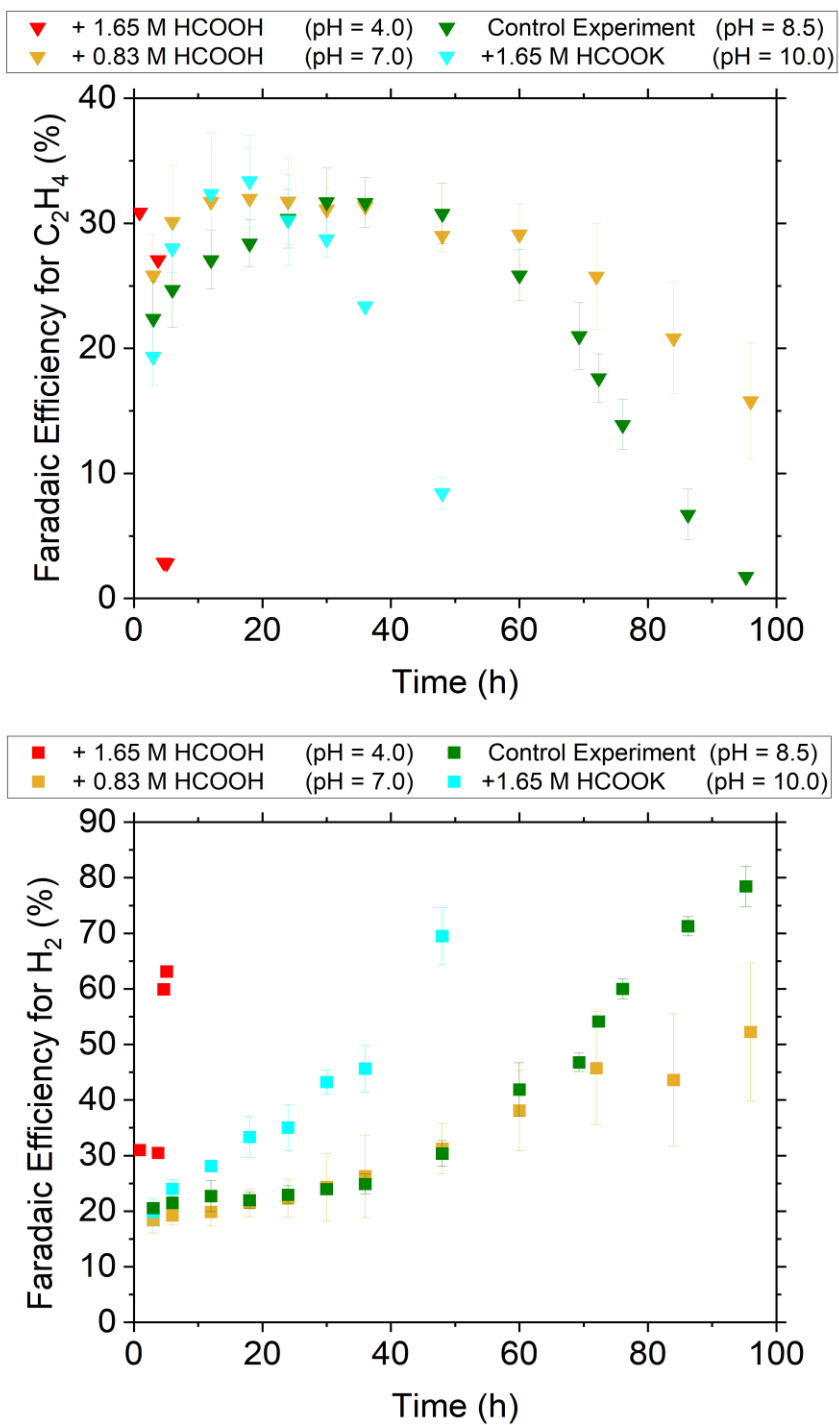 + 1.65 M HCOOH (pH = 4.0) Control Experiment (pH = 8.5)
+ 0.83 M HCOOH (pH = 7.0) +1.65 M HCOOK (pH = 10.0)
Faradaic Efficiency for C₂H₄ (%)
40
30
20
10
0
0 20 40 60 80 100
Time (h)
+ 1.65 M HCOOH (pH = 4.0) Control Experiment (pH = 8.5)
+ 0.83 M HCOOH (pH = 7.0) +1.65 M HCOOK (pH = 10.0)
Faradaic Efficiency for H₂ (%)
90
80
70
60
50
40
30
20
10
0
0 20 40 60 80 100
Time (h)